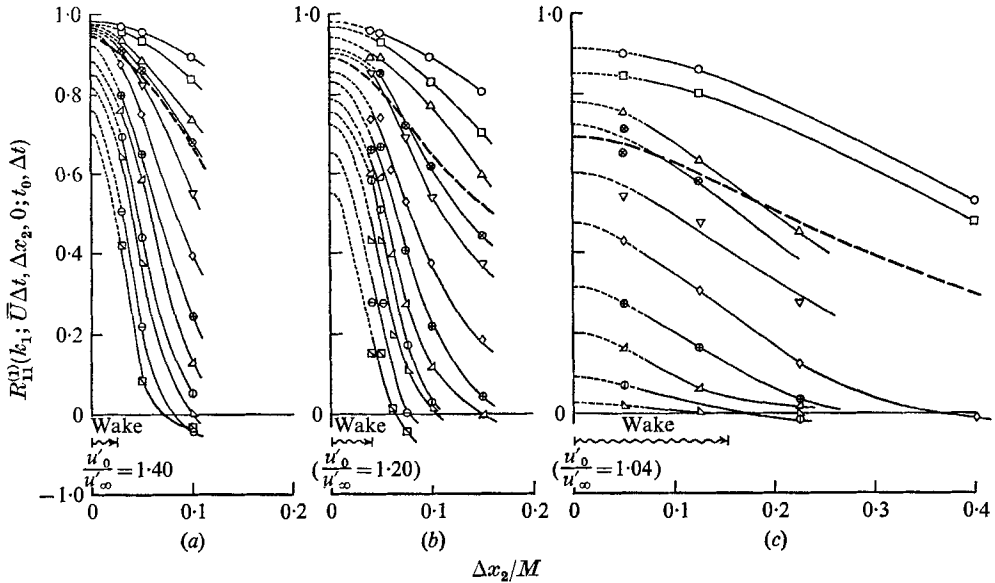 1·0
0·8
0·6
0·4
0·2
0
−1·0
R₁₁⁽¹⁾(k₁; U̅Δt, Δx₂, 0; t₀, Δt)
Wake
u′₀/u′∞ = 1·40
0 0·1 0·2
(a)
1·0
0
Wake
(u′₀/u′∞ = 1·20)
0 0·1 0·2
(b)
1·0
0
Wake
(u′₀/u′∞ = 1·04)
0 0·1 0·2 0·3 0·4
(c)
Δx₂/M